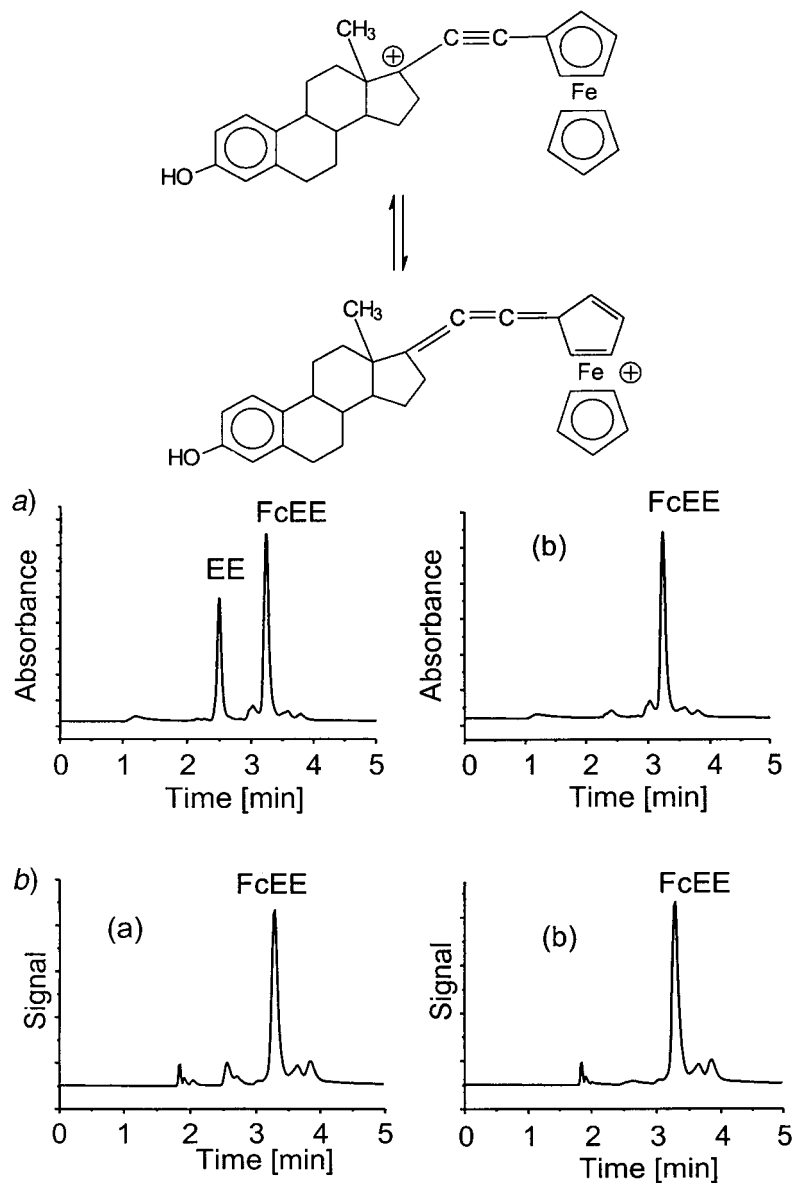 CH₃
⊕
C≡C
Fe
HO
CH₃
C=C
Fe ⊕
HO
a)
FcEE
EE
Absorbance
0 1 2 3 4 5
Time [min]
FcEE
(b)
Absorbance
0 1 2 3 4 5
Time [min]
b)
FcEE
(a)
Signal
0 1 2 3 4 5
Time [min]
FcEE
(b)
Signal
0 1 2 3 4 5
Time [min]